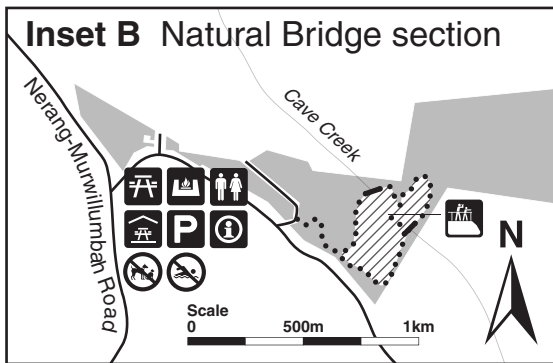 Inset B Natural Bridge section
Nerang-Murwillumbah Road
Cave Creek
P
i
N
Scale
0 500m 1km